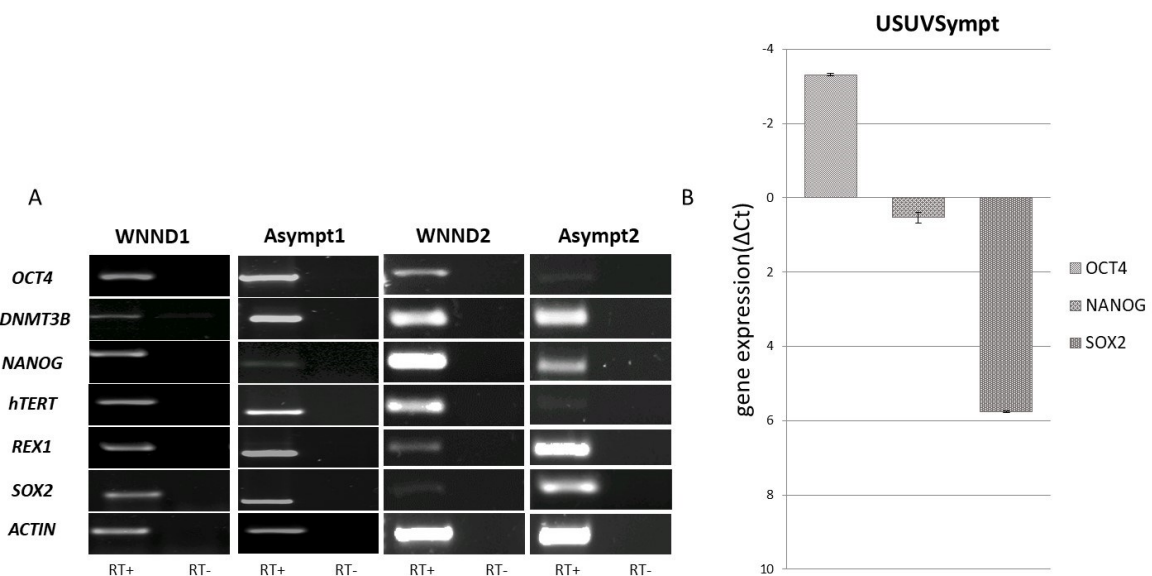 A
WNND1 Asympt1 WNND2 Asympt2
OCT4
DNMT3B
NANOG
hTERT
REX1
SOX2
ACTIN
RT+ RT- RT+ RT- RT+ RT- RT+ RT-
B
USUVSympt
gene expression(ΔCt)
-4
-2
0
2
4
6
8
10
OCT4
NANOG
SOX2